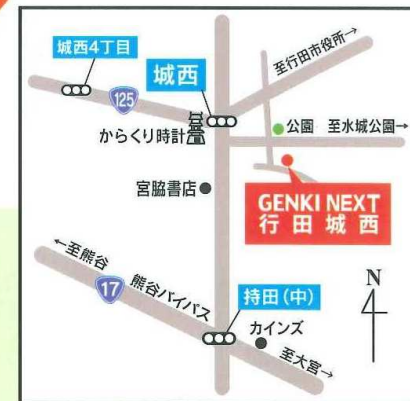 城西4丁目
城西
至行田市役所→
125
からくり時計
公園 至水城公園→
宮脇書店
GENKI NEXT
行田城西
←至熊谷
17
熊谷バイパス
持田(中)
カインズ
至大宮→
N